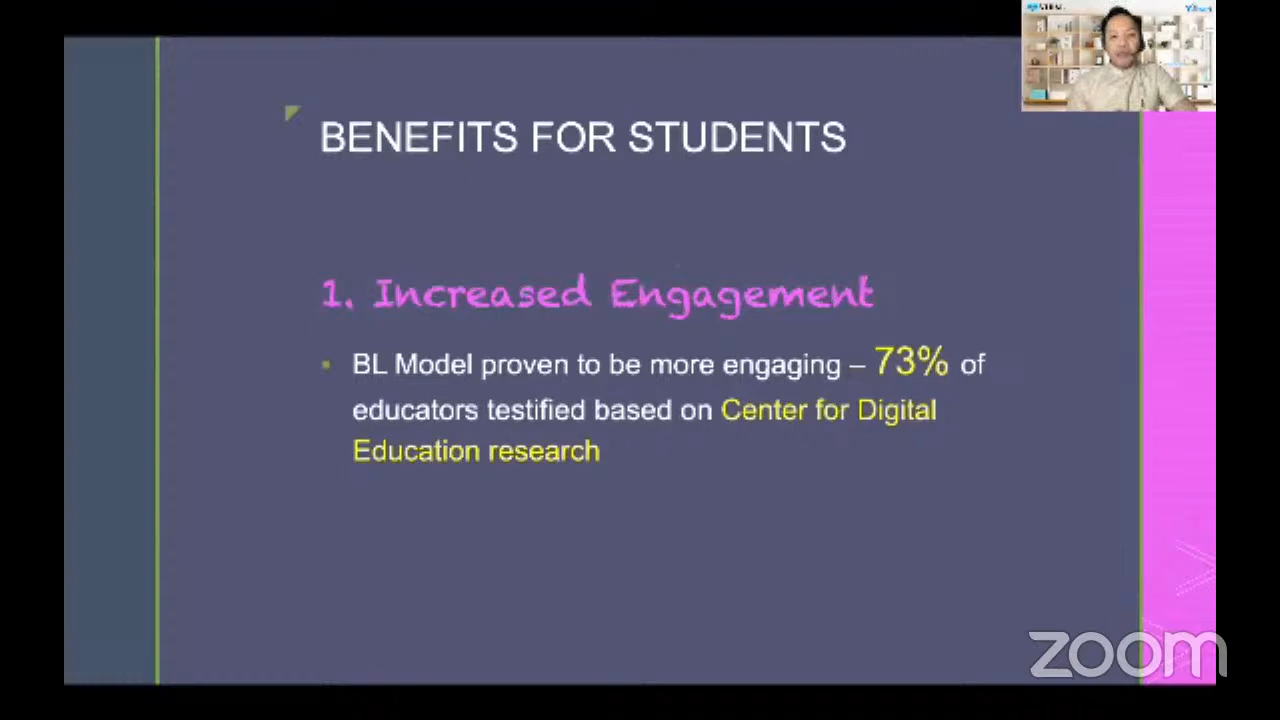 BENEFITS FOR STUDENTS
1. Increased Engagement
▪ BL Model proven to be more engaging – 73% of
educators testified based on Center for Digital
Education research
zoom